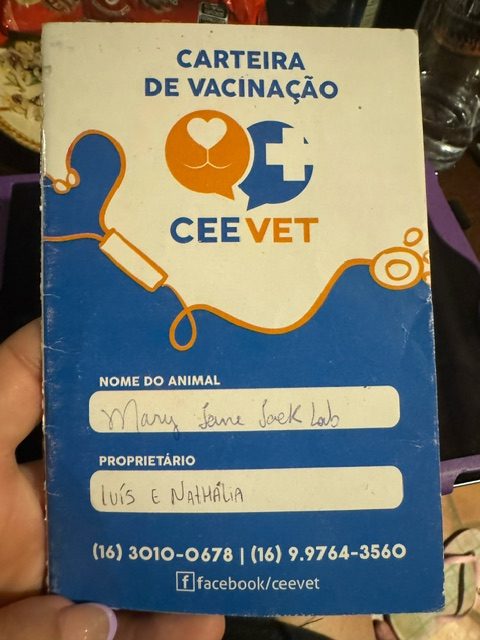 CARTEIRA
DE VACINAÇÃO
CEEVET
NOME DO ANIMAL
Mary Jane Jack Lab
PROPRIETÁRIO
LUÍS E NATHÁLIA
(16) 3010-0678 | (16) 9.9764-3560
facebook/ceevet